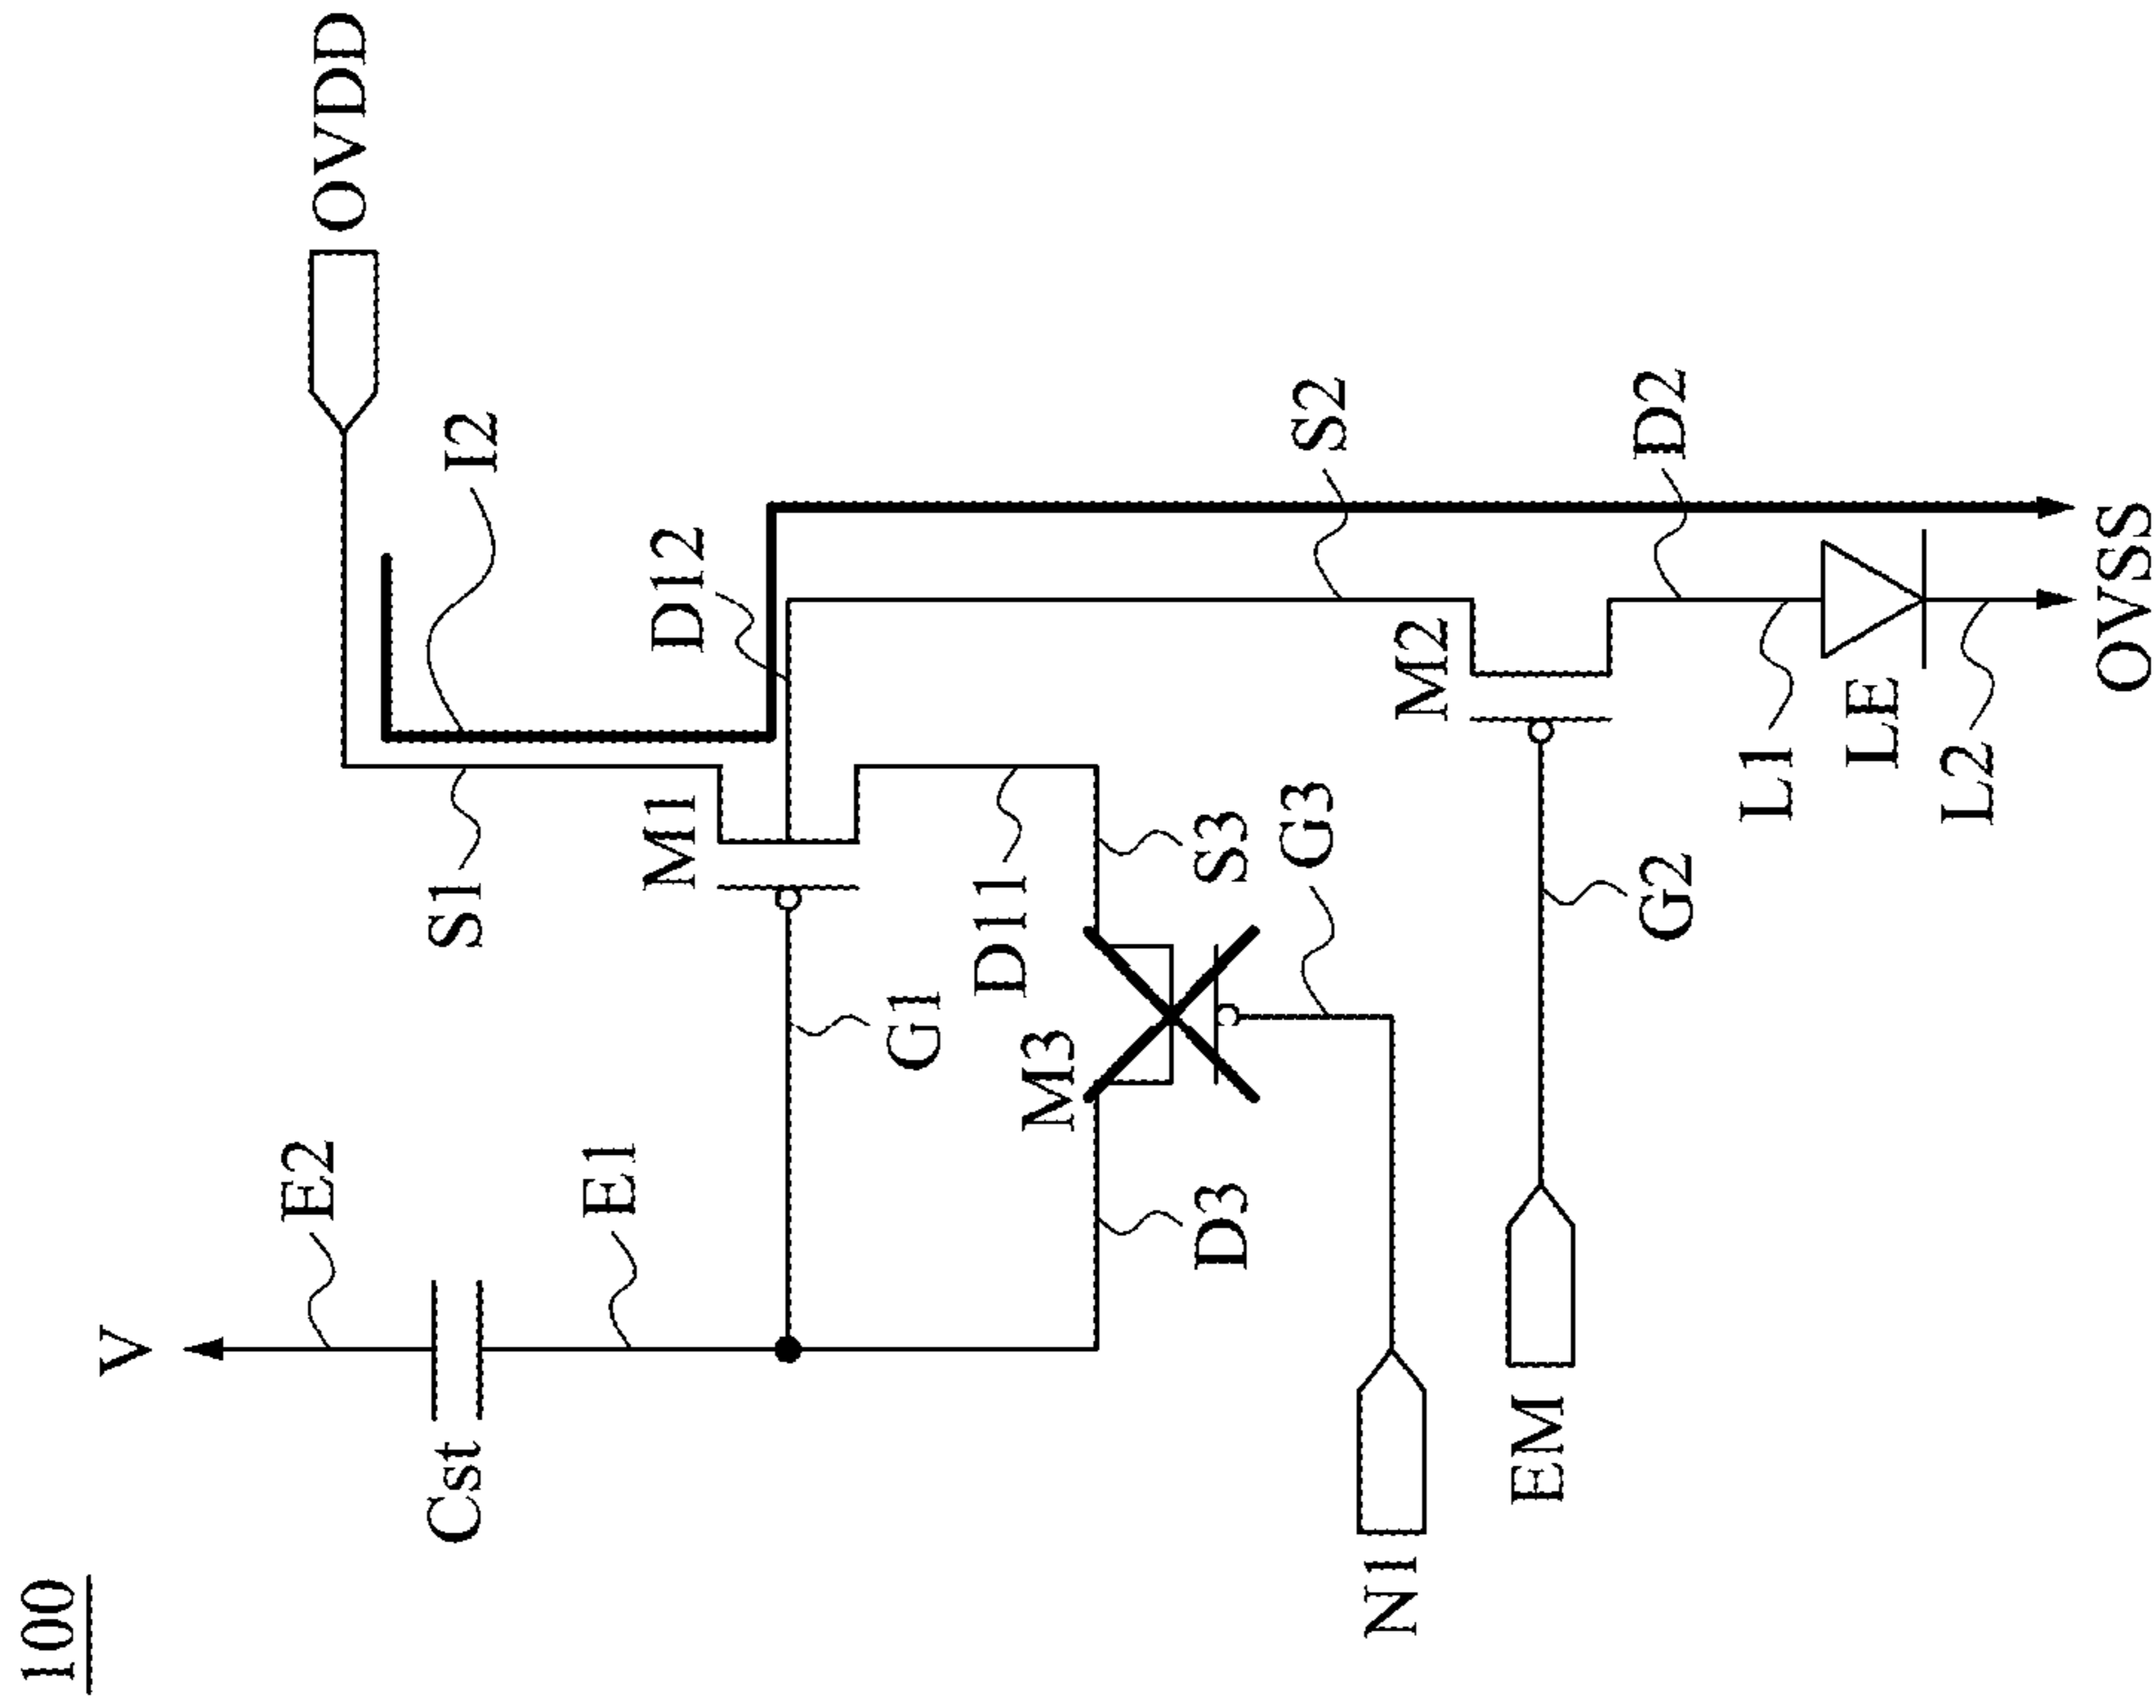 100
V
E2
Cst
E1
OVDD
I2
S1
D12
M1
G1
D11
M3
S3
D3
G3
N1
S2
M2
EM
G2
D2
L1
LE
L2
OVSS